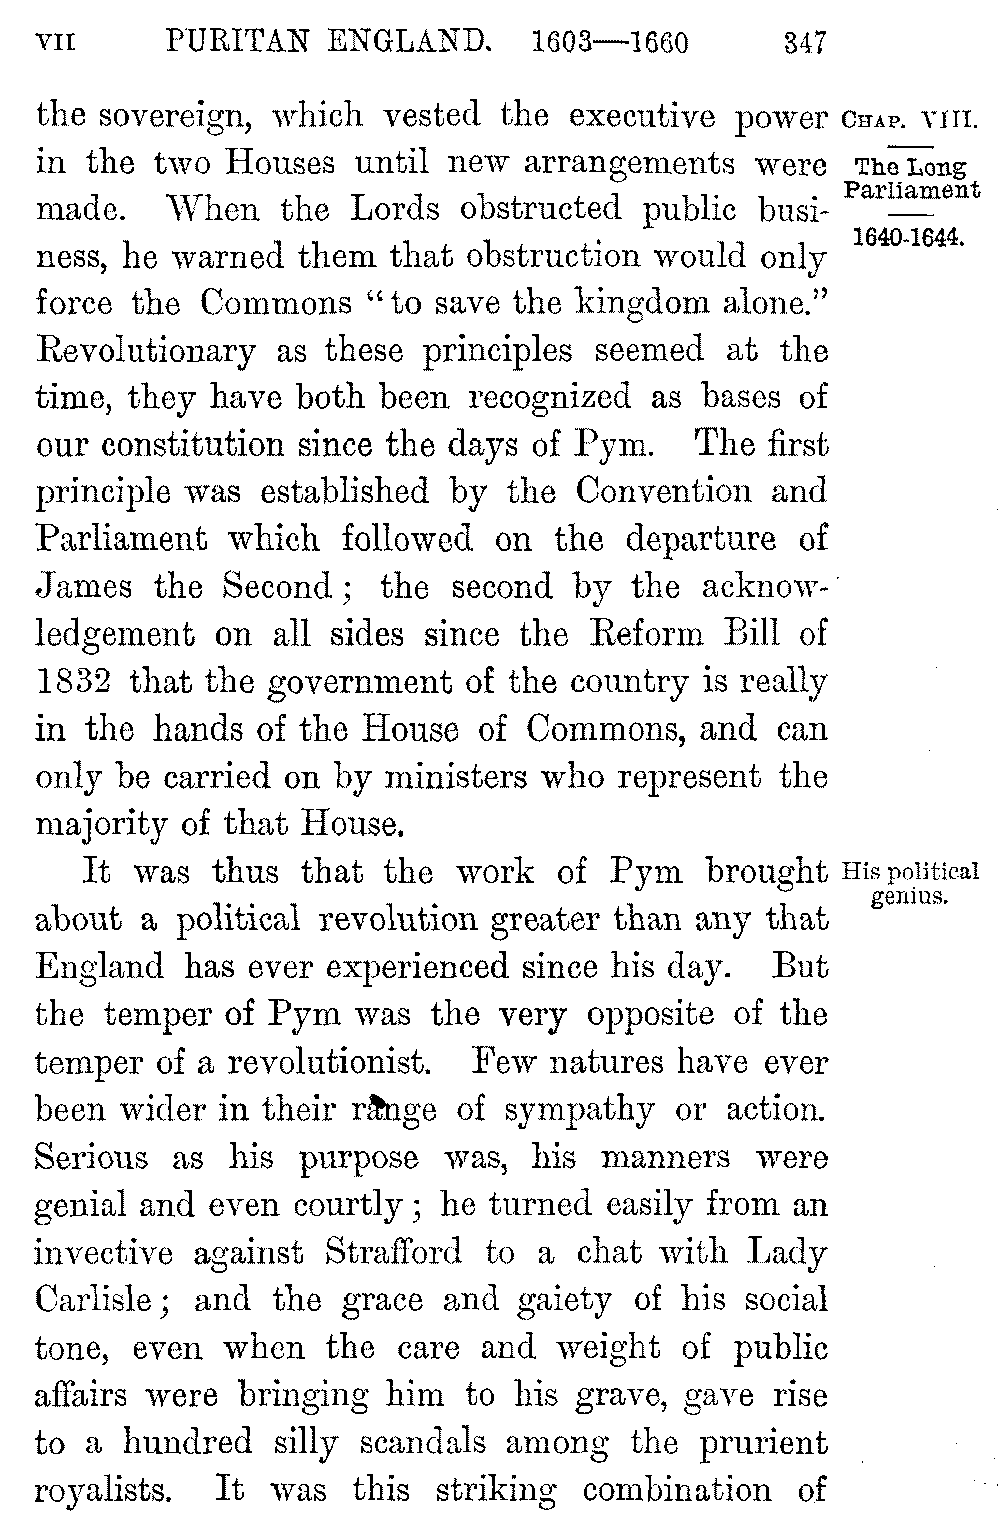 VII PURITAN ENGLAND. 1603—1660 347
the sovereign, which vested the executive power
in the two Houses until new arrangements were
made. When the Lords obstructed public busi-
ness, he warned them that obstruction would only
force the Commons “to save the kingdom alone.”
Revolutionary as these principles seemed at the
time, they have both been recognized as bases of
our constitution since the days of Pym. The first
principle was established by the Convention and
Parliament which followed on the departure of
James the Second; the second by the acknow-
ledgement on all sides since the Reform Bill of
1832 that the government of the country is really
in the hands of the House of Commons, and can
only be carried on by ministers who represent the
majority of that House.
It was thus that the work of Pym brought
about a political revolution greater than any that
England has ever experienced since his day. But
the temper of Pym was the very opposite of the
temper of a revolutionist. Few natures have ever
been wider in their range of sympathy or action.
Serious as his purpose was, his manners were
genial and even courtly; he turned easily from an
invective against Strafford to a chat with Lady
Carlisle; and the grace and gaiety of his social
tone, even when the care and weight of public
affairs were bringing him to his grave, gave rise
to a hundred silly scandals among the prurient
royalists. It was this striking combination of
CHAP. VIII.
The Long
Parliament
1640-1644.
His political
genius.